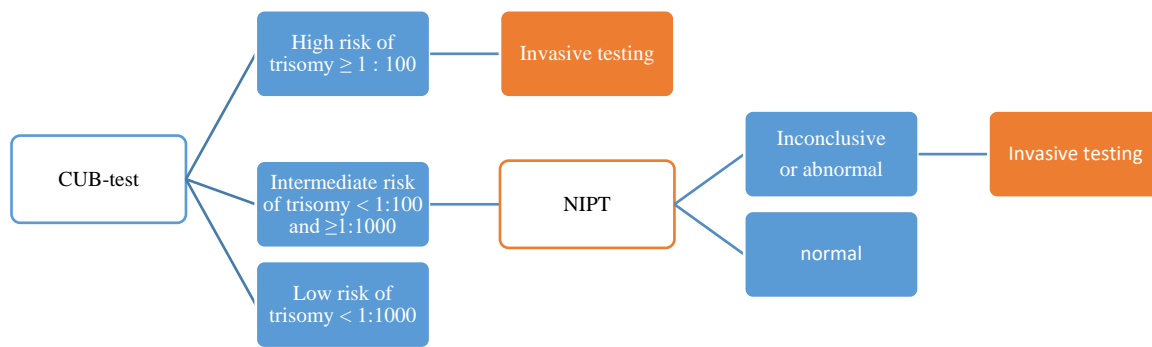 High risk of
trisomy ≥ 1 : 100
Invasive testing
CUB-test
Intermediate risk
of trisomy < 1:100
and ≥1:1000
NIPT
Inconclusive
or abnormal
Invasive testing
normal
Low risk of
trisomy < 1:1000